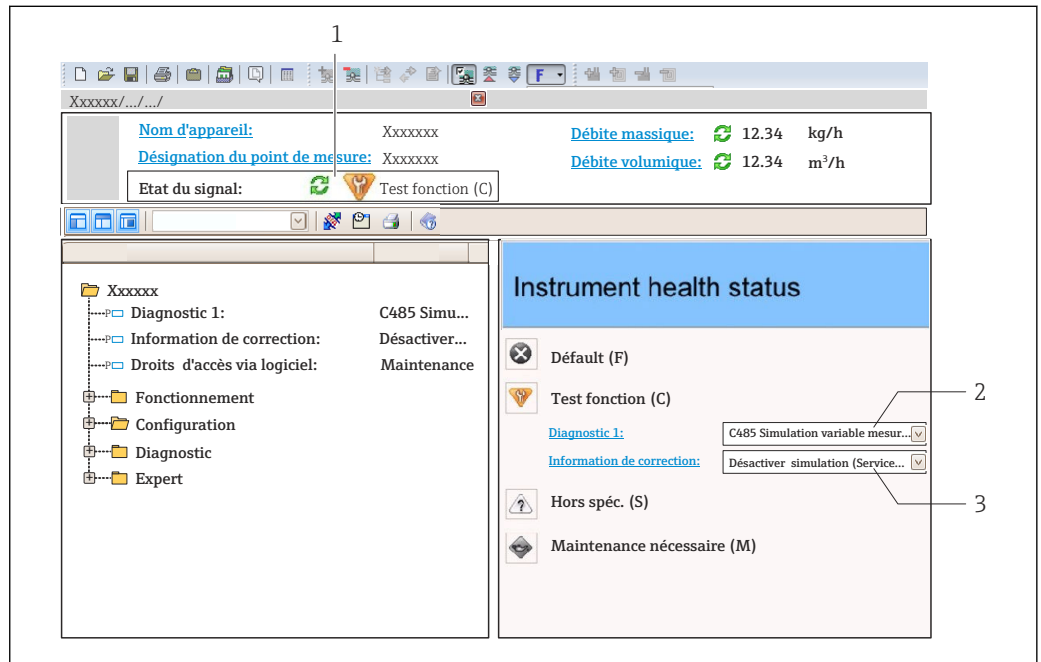 1
F
Xxxxxx/.../.../
Nom d'appareil: Xxxxxxx Débite massique: 12.34 kg/h
Désignation du point de mesure: Xxxxxxx Débite volumique: 12.34 m³/h
Etat du signal: Test fonction (C)
Xxxxxx
Diagnostic 1: C485 Simu...
Information de correction: Désactiver...
Droits d'accès via logiciel: Maintenance
Fonctionnement
Configuration
Diagnostic
Expert
Instrument health status
Défault (F)
Test fonction (C)
2
Diagnostic 1: C485 Simulation variable mesur...
Information de correction: Désactiver simulation (Service...
Hors spéc. (S)
3
Maintenance nécessaire (M)